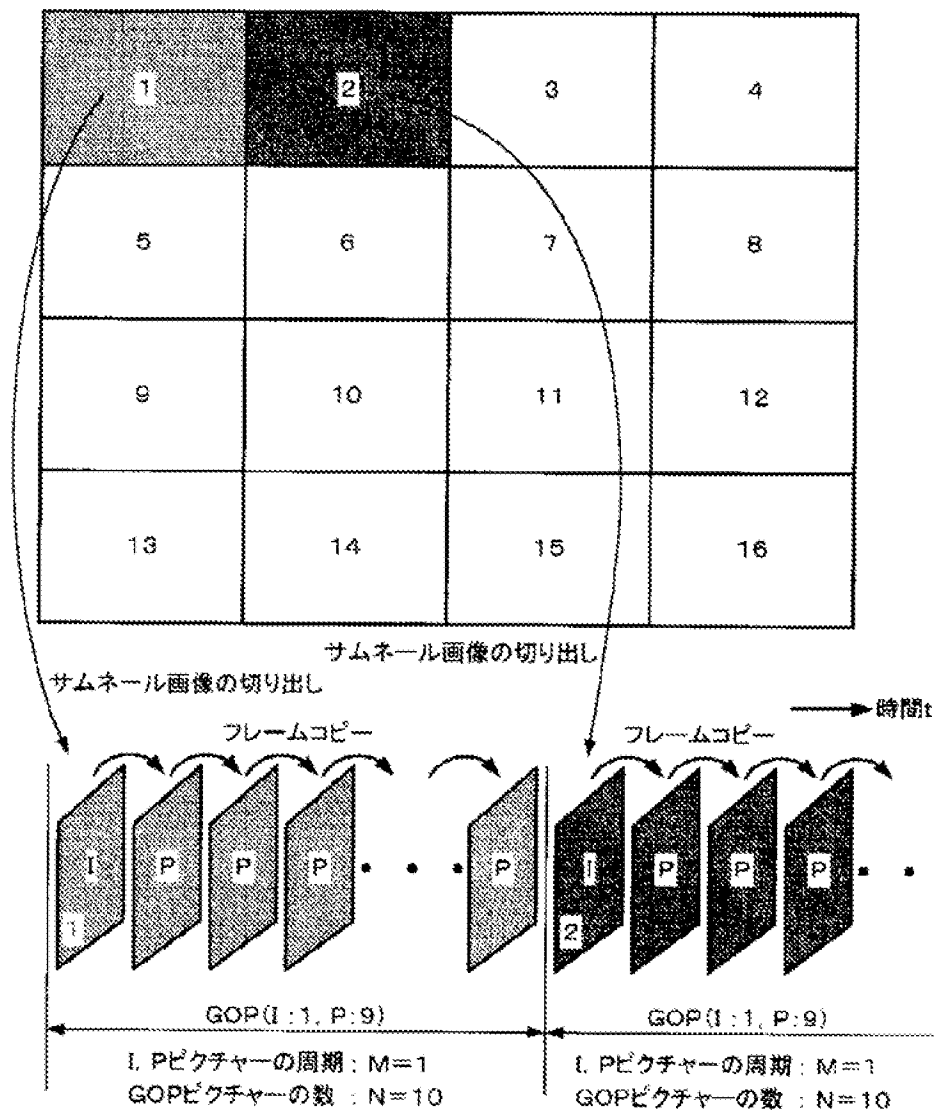 1 2 3 4
5 6 7 8
9 10 11 12
13 14 15 16
サムネール画像の切り出し
サムネール画像の切り出し
時間t
フレームコピー フレームコピー
I P P P P I P P P
1 2
GOP(I:1, P:9) GOP(I:1, P:9)
I, Pピクチャーの周期: M=1 I, Pピクチャーの周期: M=1
GOPピクチャーの数 : N=10 GOPピクチャーの数 : N=10